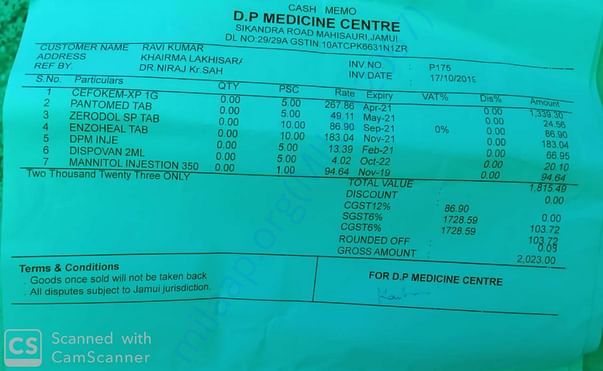 CASH MEMO
D.P MEDICINE CENTRE
SIKANDRA ROAD MAHISAURI,JAMUI
DL NO:29/29A GSTIN 10ATCPK6631N1ZR
CUSTOMER NAME RAVI KUMAR INV.NO. : P175
ADDRESS KHAIRMA LAKHISAR/ INV.DATE : 17/10/2019
REF BY. DR.NIRAJ Kr.SAH
S.No. Particulars QTY PSC Rate Expiry VAT% Dis% Amount
1 CEFOKEM-XP 1G 0.00 5.00 267.86 Apr-21 0.00 1,339.30
2 PANTOMED TAB 0.00 5.00 49.11 May-21 0.00 24.56
3 ZERODOL SP TAB 0.00 10.00 86.90 Sep-21 0% 0.00 86.90
4 ENZOHEAL TAB 0.00 10.00 183.04 Nov-21 0.00 183.04
5 DPM INJE 0.00 5.00 13.39 Feb-21 0.00 66.95
6 DISPOVAN 2ML 0.00 5.00 4.02 Oct-22 0.00 20.10
7 MANNITOL INJESTION 350 0.00 1.00 94.64 Nov-19 0.00 94.64
Two Thousand Twenty Three ONLY TOTAL VALUE : 1,815.49
DISCOUNT 0.00
CGST12% 86.90 0.00
SGST6% 1728.59 103.72
CGST6% 1728.59 103.72
ROUNDED OFF : 0.03
GROSS AMOUNT : 2,023.00
Terms & Conditions
. Goods once sold will not be taken back
. All disputes subject to Jamui jurisdiction.
FOR D.P MEDICINE CENTRE
milaap.org
CS Scanned with
CamScanner